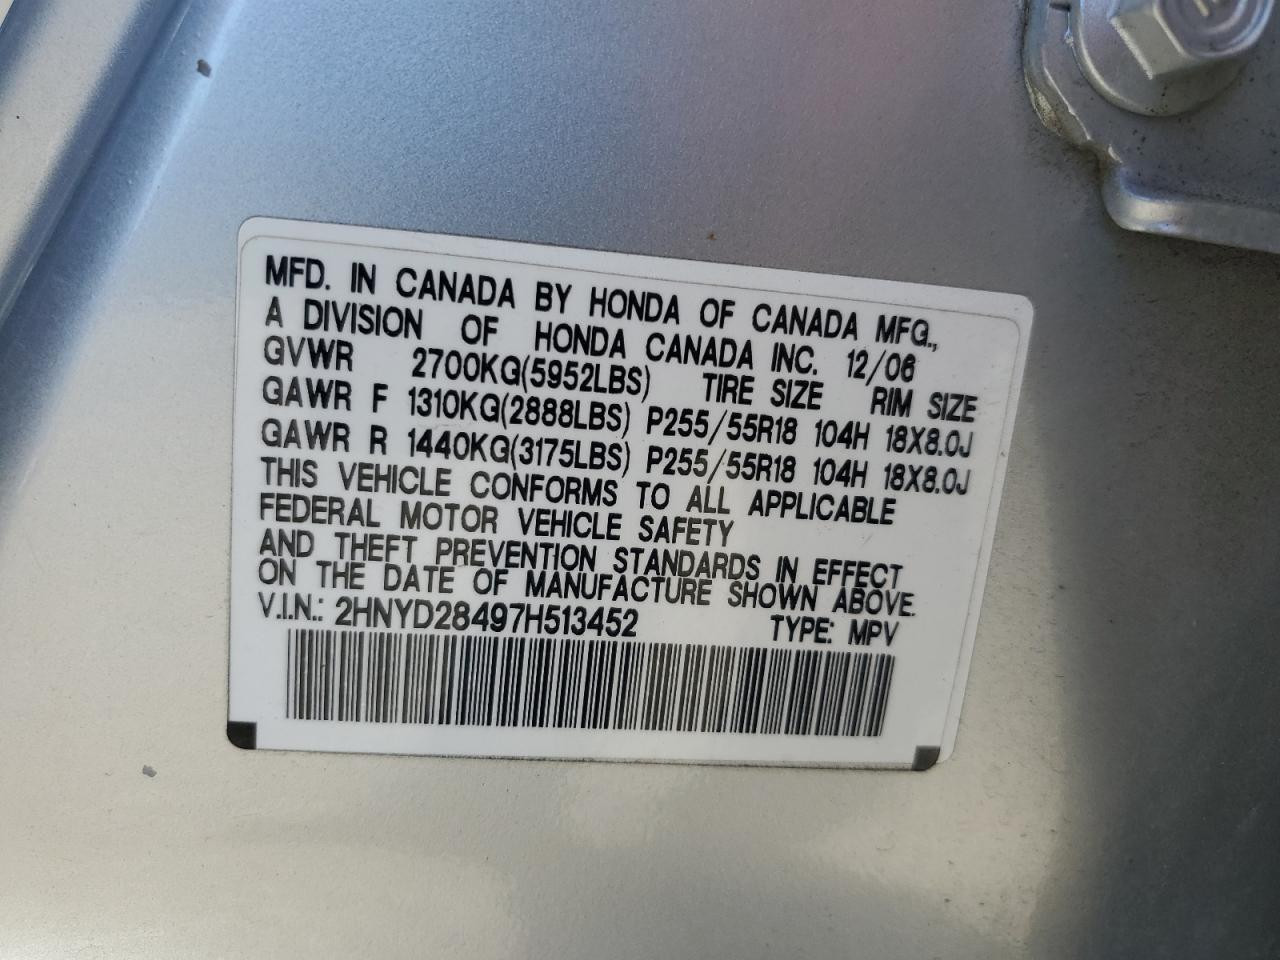 MFD. IN CANADA BY HONDA OF CANADA MFG.,
A DIVISION OF HONDA CANADA INC. 12/06
GVWR 2700KG(5952LBS) TIRE SIZE RIM SIZE
GAWR F 1310KG(2888LBS) P255/55R18 104H 18X8.0J
GAWR R 1440KG(3175LBS) P255/55R18 104H 18X8.0J
THIS VEHICLE CONFORMS TO ALL APPLICABLE
FEDERAL MOTOR VEHICLE SAFETY
AND THEFT PREVENTION STANDARDS IN EFFECT
ON THE DATE OF MANUFACTURE SHOWN ABOVE.
V.I.N.: 2HNYD28497H513452 TYPE: MPV